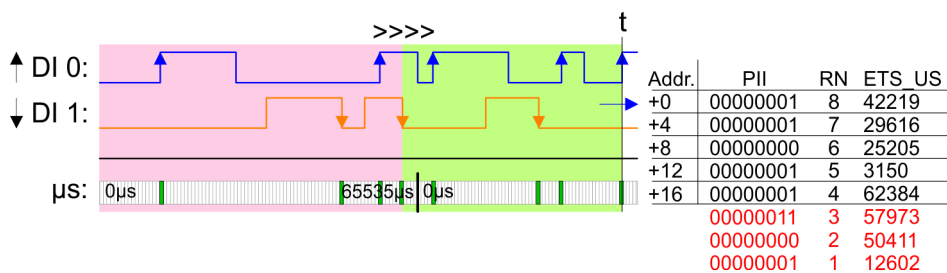 >>>> t
DI 0:
DI 1:
µs: 0µs 65535µs 0µs
Addr. PII RN ETS_US
+0 00000001 8 42219
+4 00000001 7 29616
+8 00000000 6 25205
+12 00000001 5 3150
+16 00000001 4 62384
00000011 3 57973
00000000 2 50411
00000001 1 12602